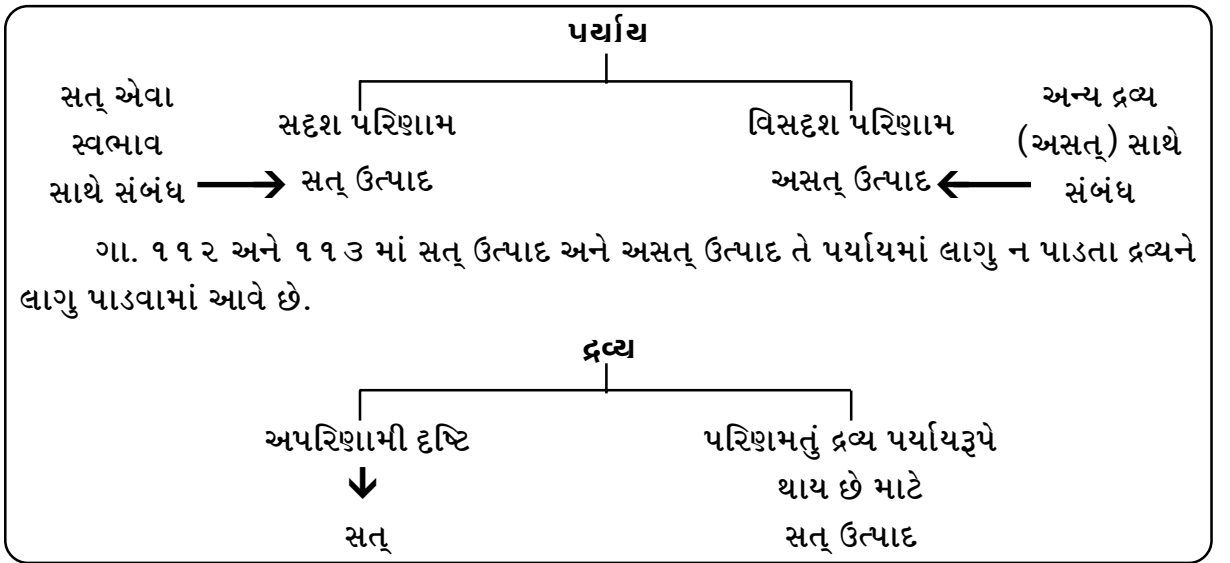 પર્યાય
સત્ એવા
સ્વભાવ
સાથે સંબંધ
સદૃશ પરિણામ
સત્ ઉત્પાદ
વિસદૃશ પરિણામ
અસત્ ઉત્પાદ
અન્ય દ્રવ્ય
(અસત્) સાથે
સંબંધ
ગા. ૧૧૨ અને ૧૧૩ માં સત્ ઉત્પાદ અને અસત્ ઉત્પાદ તે પર્યાયમાં લાગુ ન પાડતા દ્રવ્યને
લાગુ પાડવામાં આવે છે.
દ્રવ્ય
અપરિણામી દૃષ્ટિ
સત્
પરિણમતું દ્રવ્ય પર્યાયરૂપે
થાય છે માટે
સત્ ઉત્પાદ